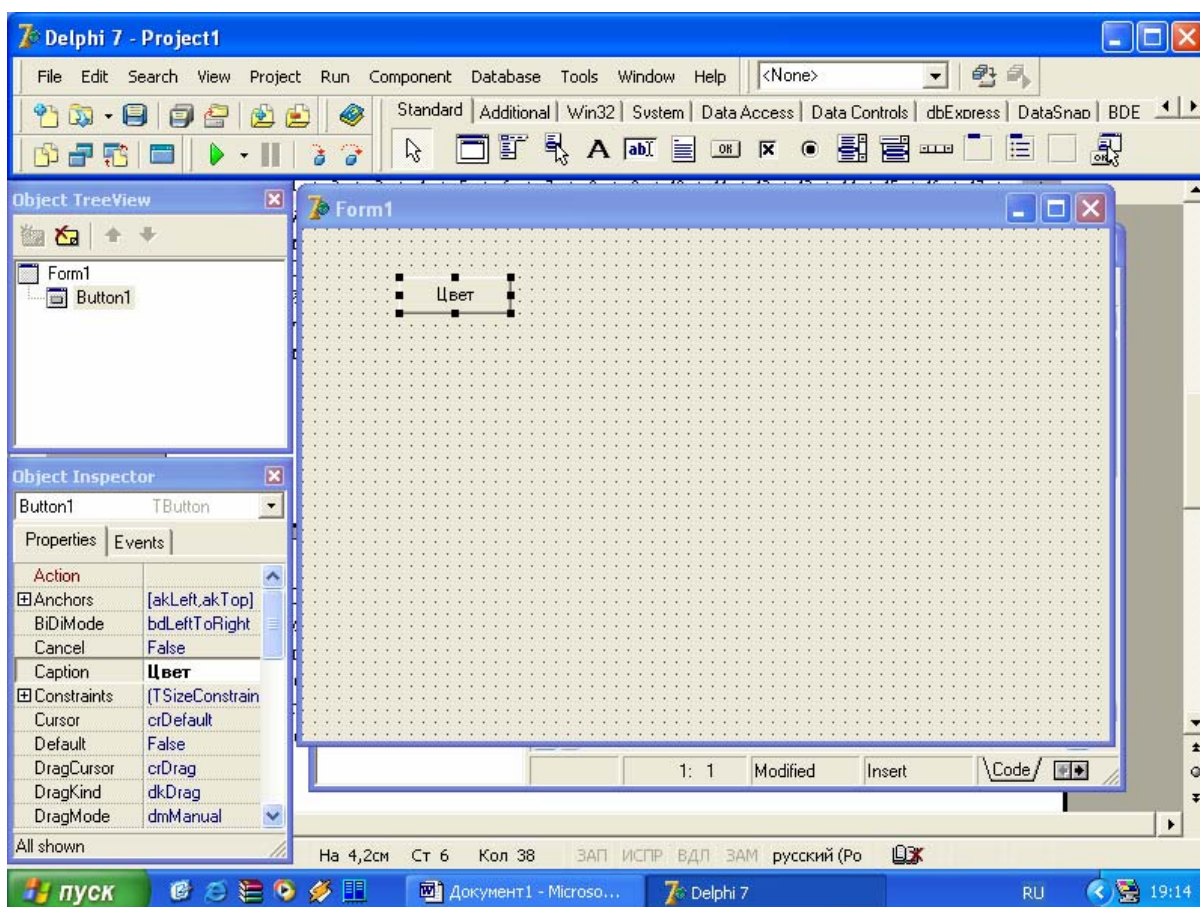 Delphi 7 - Project1
File Edit Search View Project Run Component Database Tools Window Help <None>
Standard Additional Win32 System Data Access Data Controls dbExpress DataSnap BDE
Object TreeView
Form1
Button1
Form1
Цвет
Object Inspector
Button1 TButton
Properties Events
Action
Anchors [akLeft,akTop]
BiDiMode bdLeftToRight
Cancel False
Caption Цвет
Constraints (TSizeConstrain
Cursor crDefault
Default False
DragCursor crDrag
DragKind dkDrag
DragMode dmManual
All shown
1: 1 Modified Insert \Code/
На 4,2см Ст 6 Кол 38 ЗАП ИСПР ВДЛ ЗАМ русский (Ро
пуск Документ1 - Microso... Delphi 7 RU 19:14